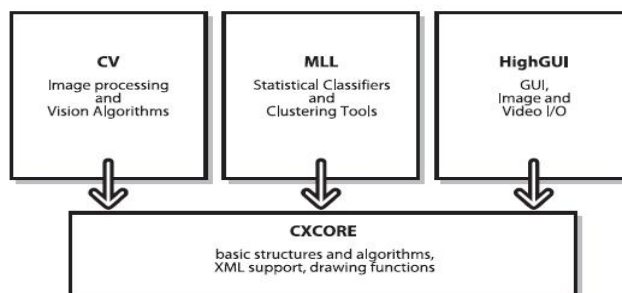 CV
Image processing
and
Vision Algorithms
MLL
Statistical Classifiers
and
Clustering Tools
HighGUI
GUI,
Image and
Video I/O
CXCORE
basic structures and algorithms,
XML support, drawing functions